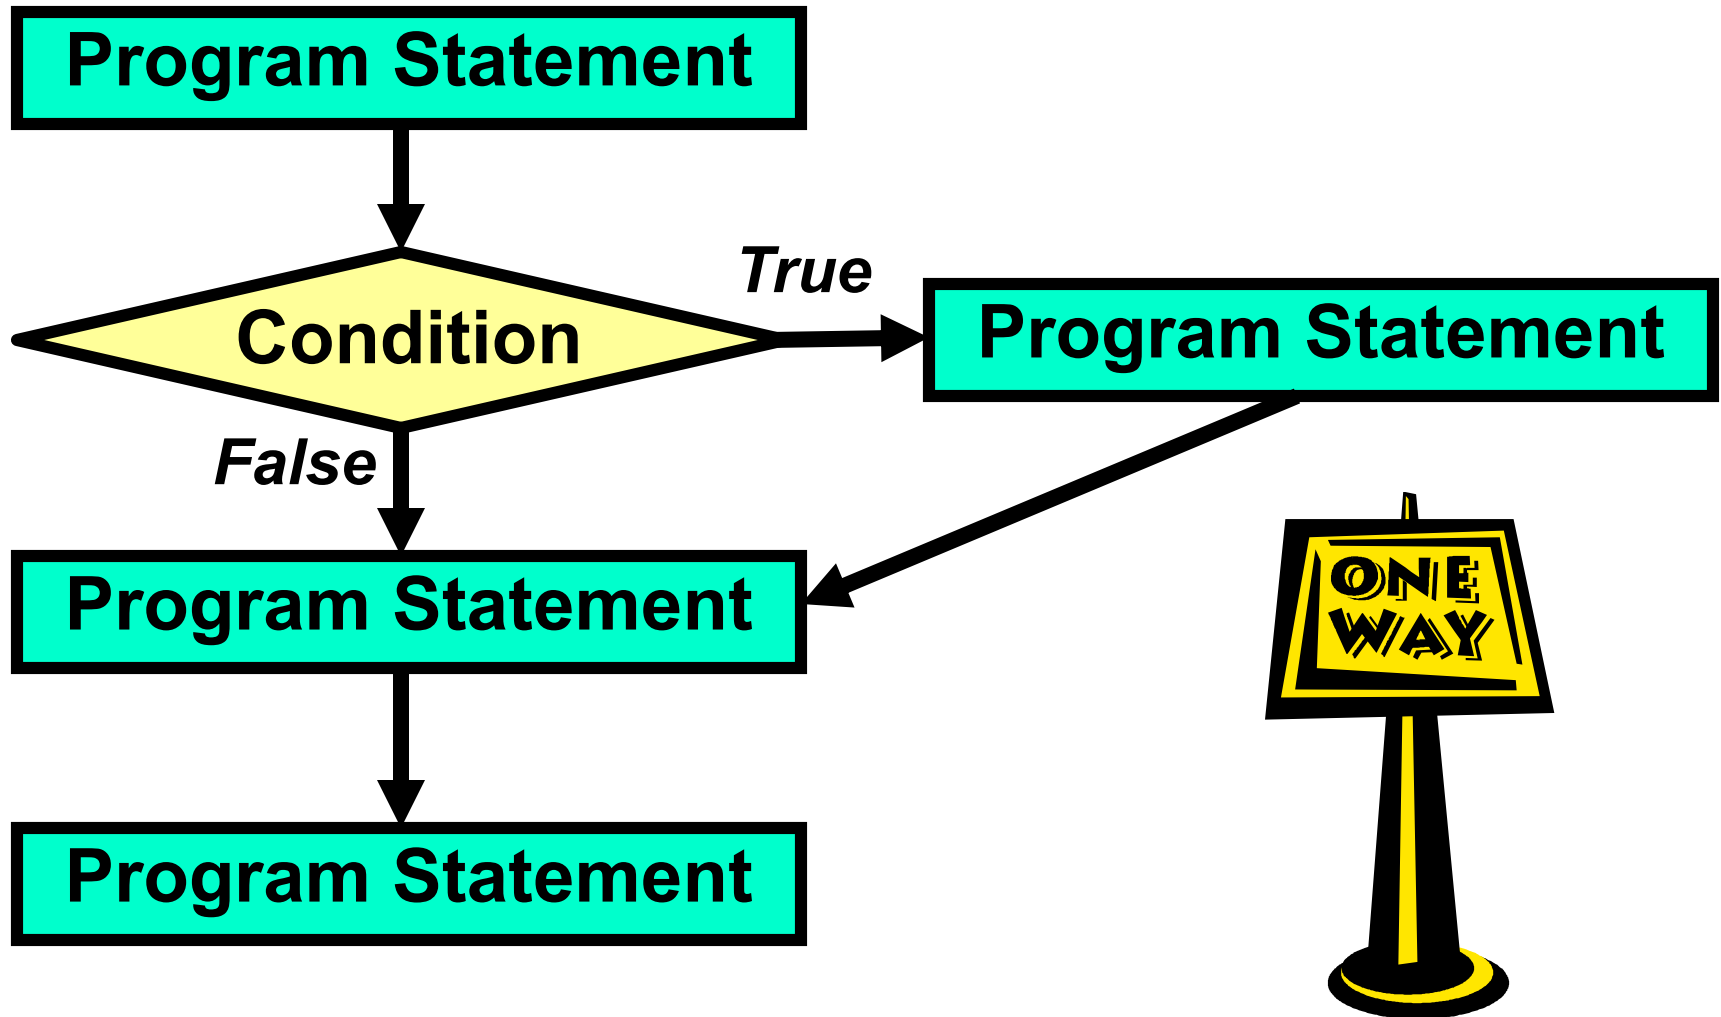 Program Statement
True
Condition
Program Statement
False
Program Statement
ONE
WAY
Program Statement